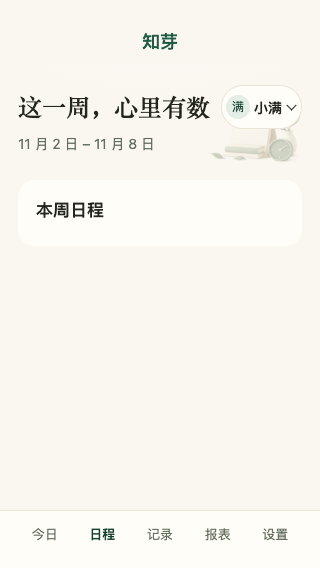 知芽
这一周，心里有数
满 小满
11 月 2 日 – 11 月 8 日
本周日程
今日 日程 记录 报表 设置